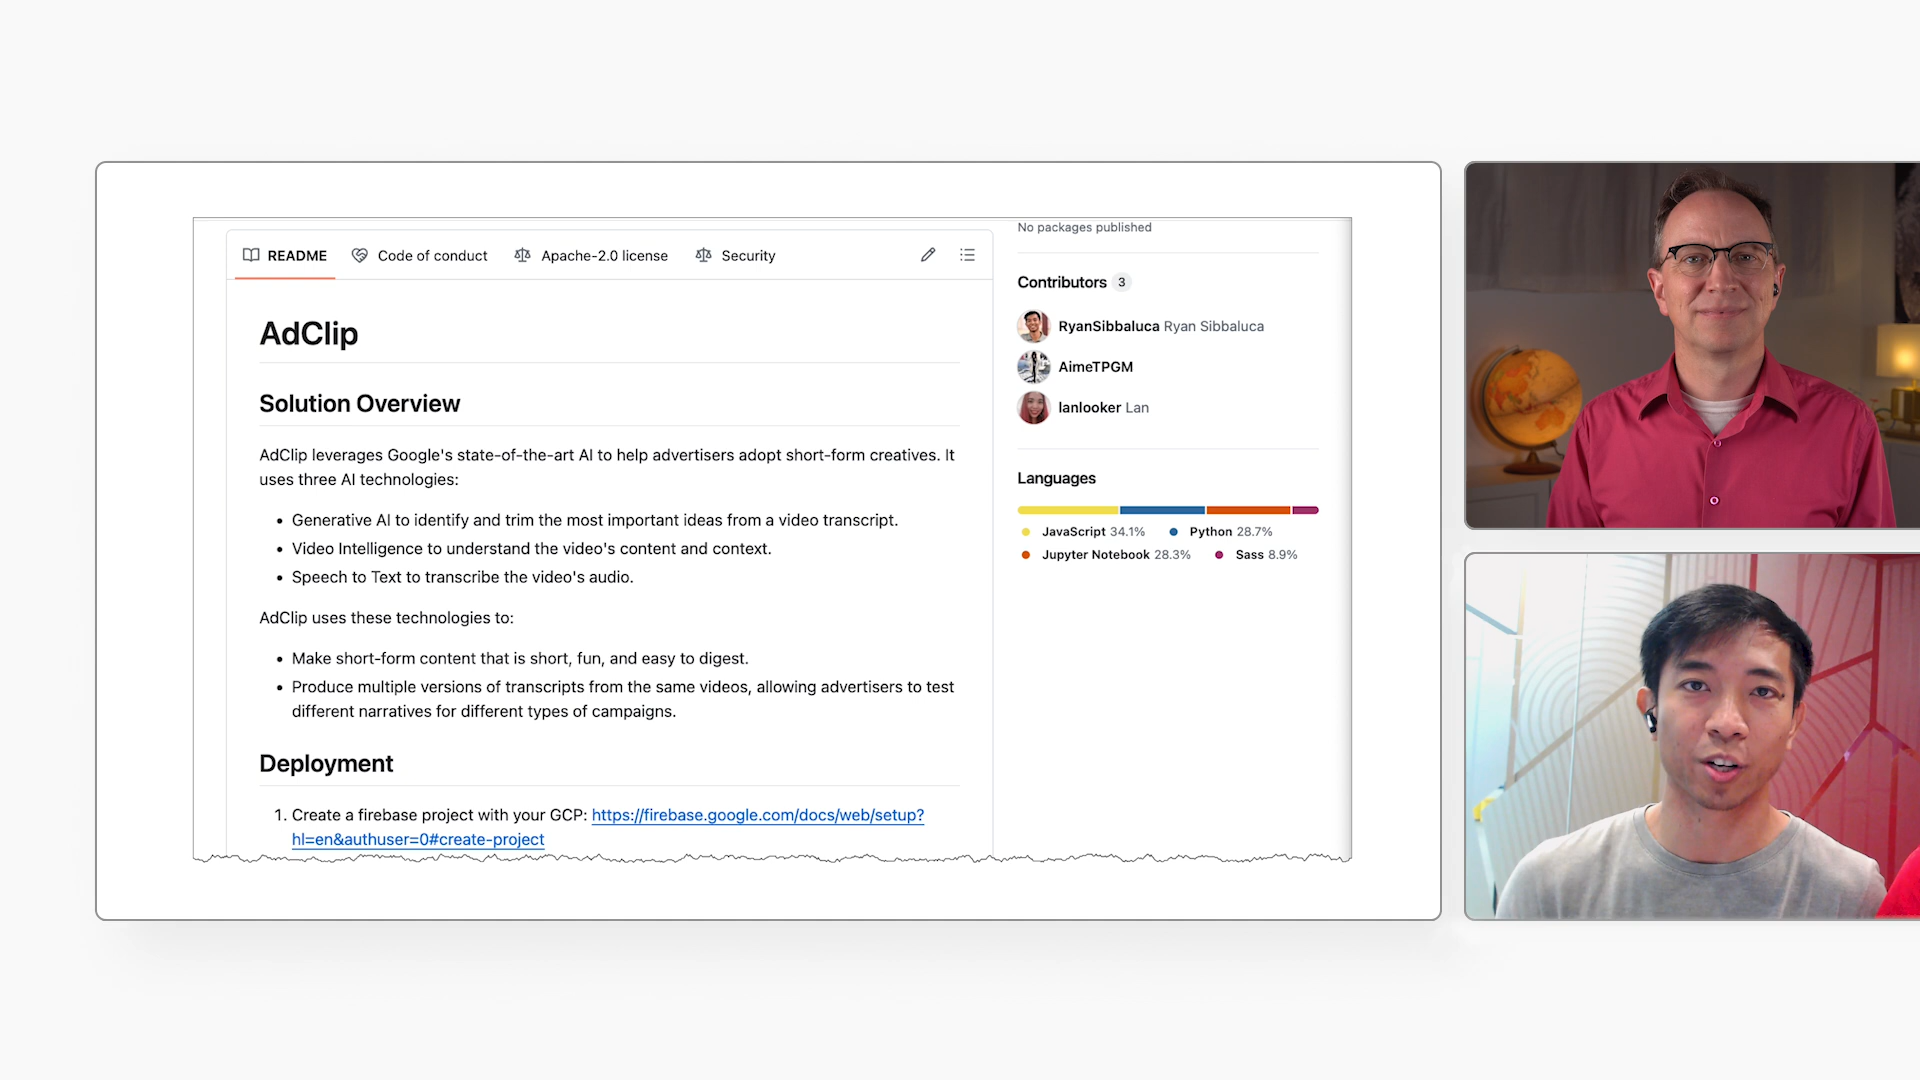 README
Code of conduct
Apache-2.0 license
Security
AdClip
Solution Overview
AdClip leverages Google's state-of-the-art AI to help advertisers adopt short-form creatives. It
uses three AI technologies:
• Generative AI to identify and trim the most important ideas from a video transcript.
• Video Intelligence to understand the video's content and context.
• Speech to Text to transcribe the video's audio.
AdClip uses these technologies to:
• Make short-form content that is short, fun, and easy to digest.
• Produce multiple versions of transcripts from the same videos, allowing advertisers to test
different narratives for different types of campaigns.
Deployment
1. Create a firebase project with your GCP: https://firebase.google.com/docs/web/setup?
hl=en&authuser=0#create-project
No packages published
Contributors 3
RyanSibbaluca Ryan Sibbaluca
AimeTPGM
lanlooker Lan
Languages
JavaScript 34.1% Python 28.7%
Jupyter Notebook 28.3% Sass 8.9%